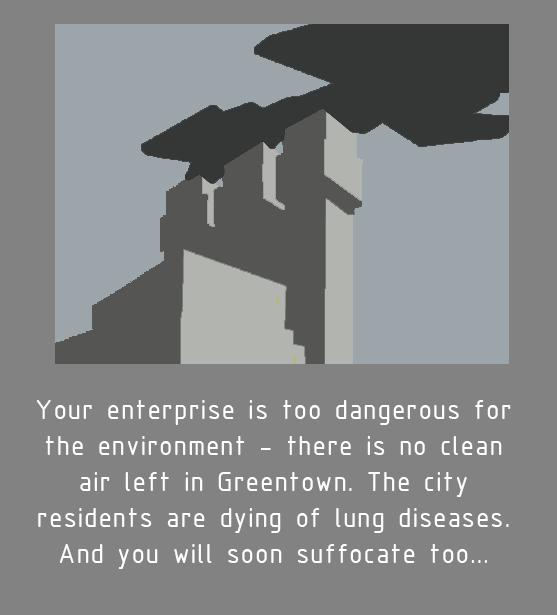 Your enterprise is too dangerous for
the environment – there is no clean
air left in Greentown. The city
residents are dying of lung diseases.
And you will soon suffocate too...